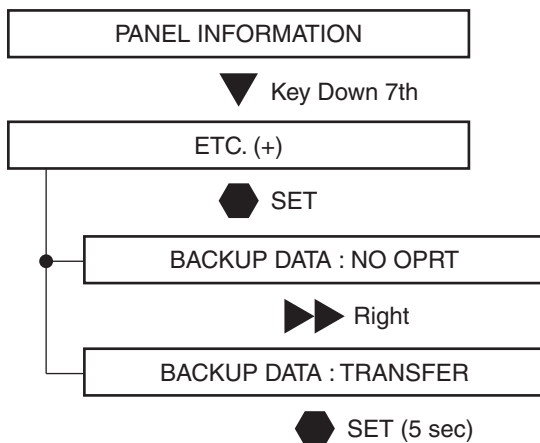 PANEL INFORMATION
Key Down 7th
ETC. (+)
SET
BACKUP DATA : NO OPRT
Right
BACKUP DATA : TRANSFER
SET (5 sec)